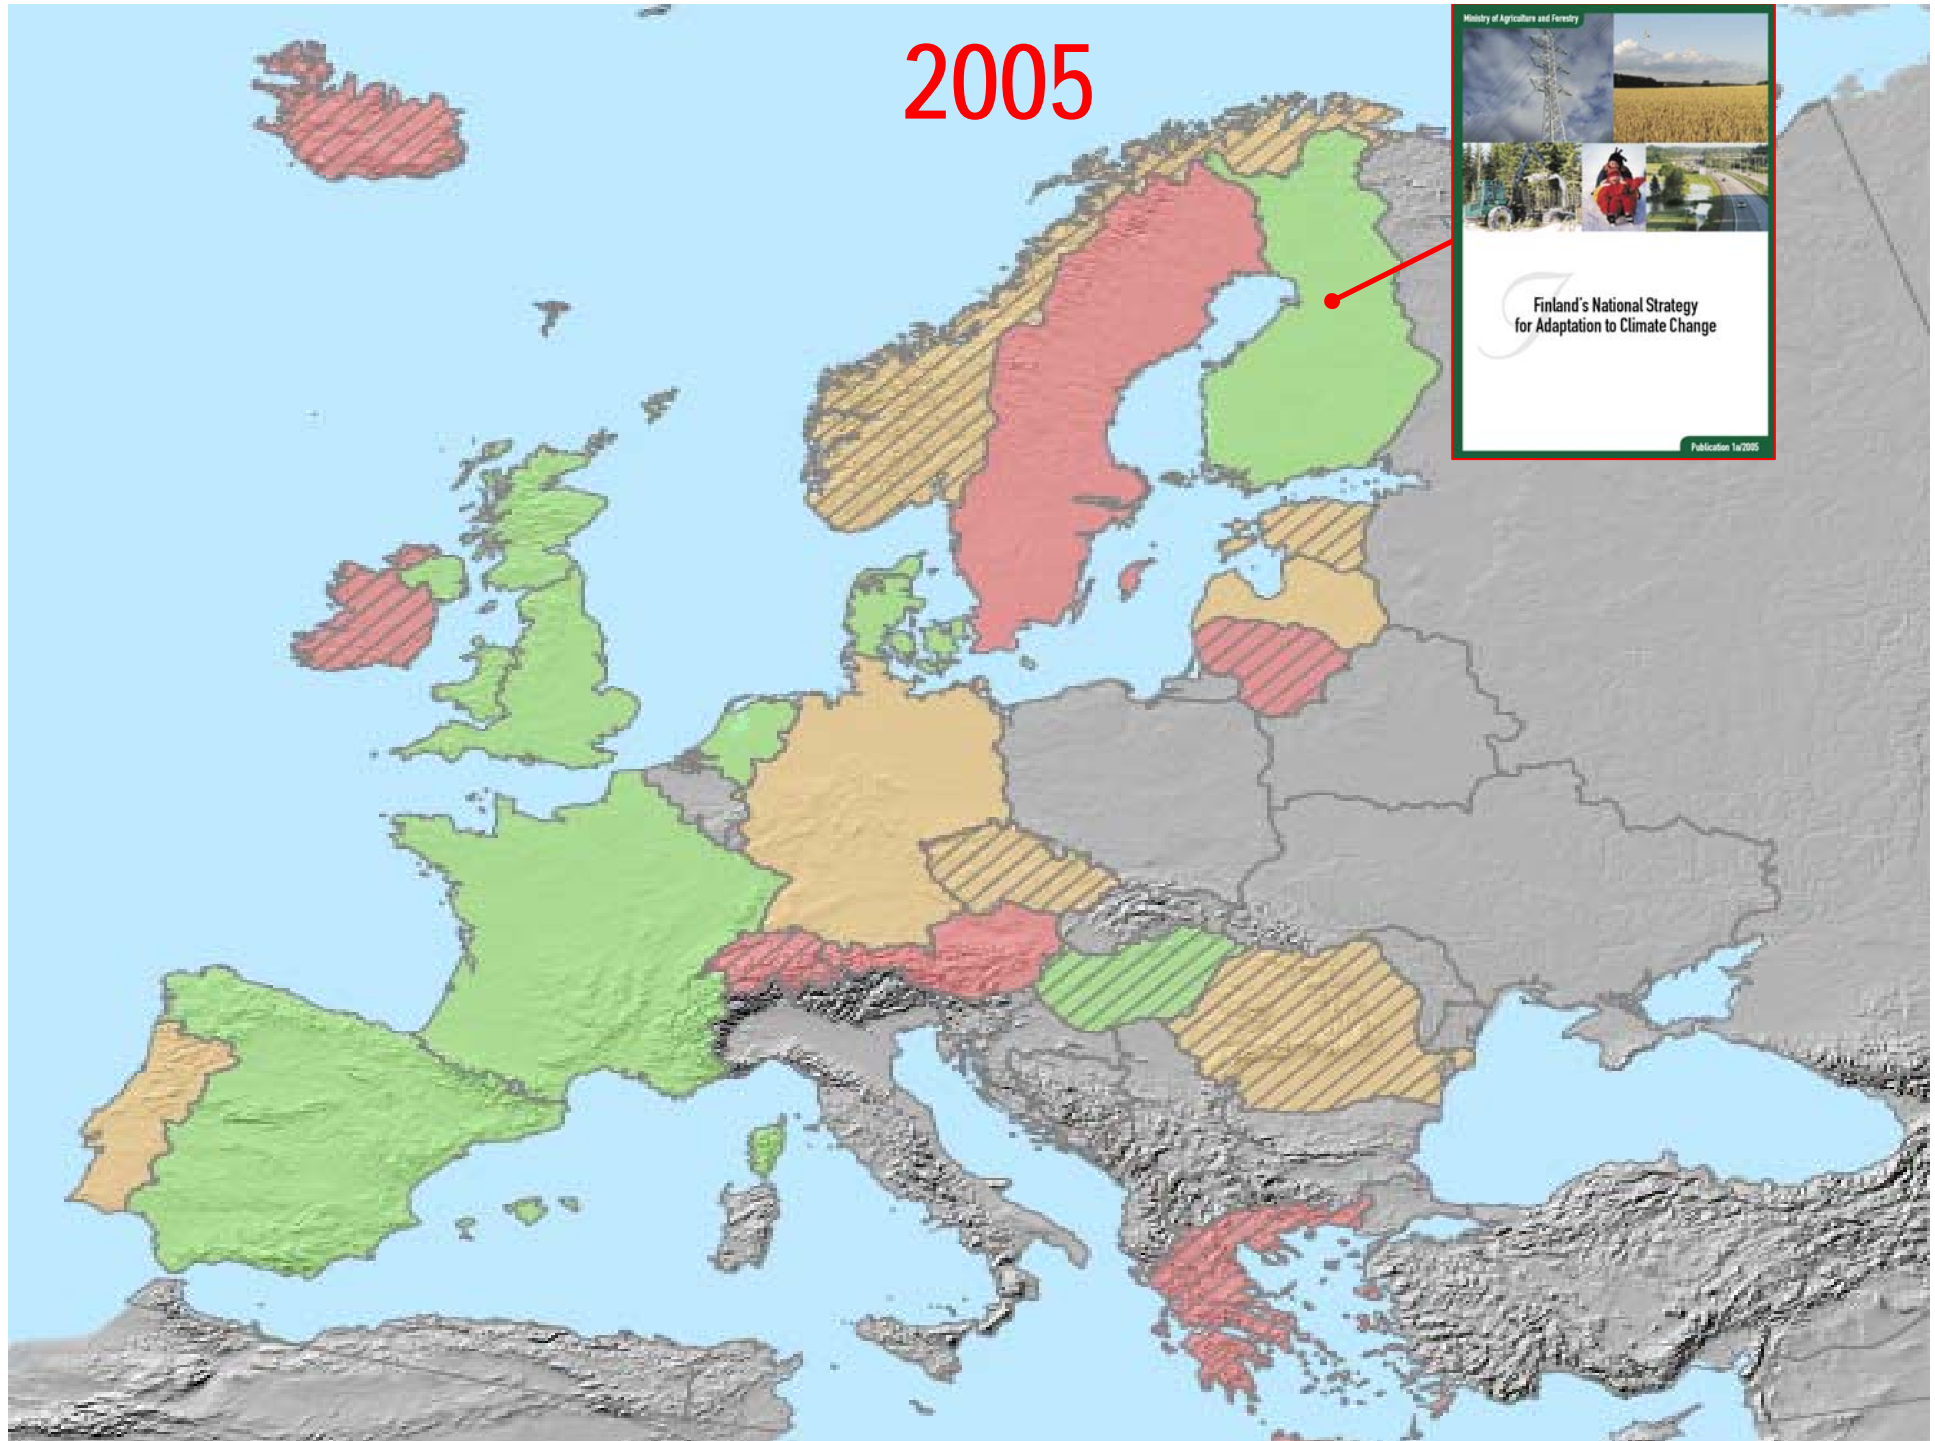 2005
Ministry of Agriculture and Forestry
Finland's National Strategy
for Adaptation to Climate Change
Publication 1a/2005